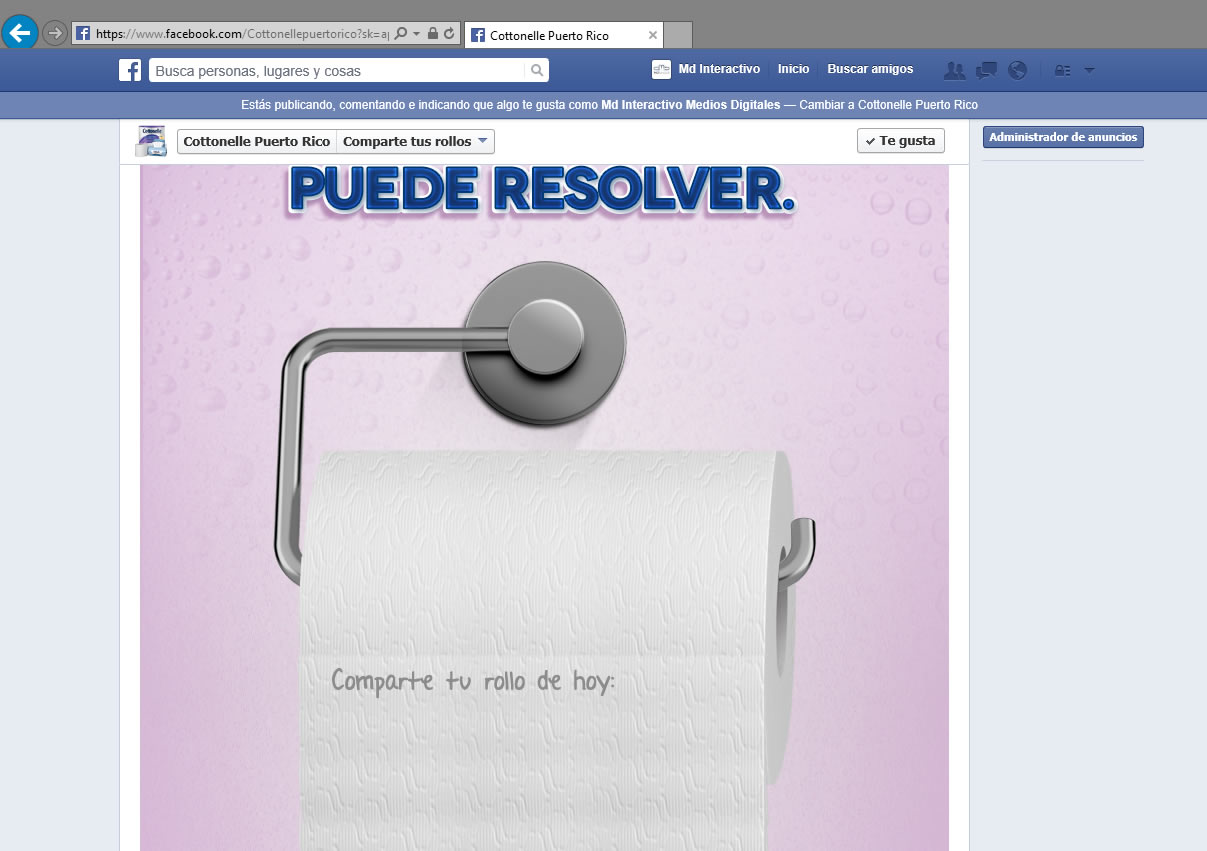 https://www.facebook.com/Cottonellepuertorico?sk=a
Cottonelle Puerto Rico
Busca personas, lugares y cosas
Md Interactivo
Inicio
Buscar amigos
Estás publicando, comentando e indicando que algo te gusta como Md Interactivo Medios Digitales — Cambiar a Cottonelle Puerto Rico
Cottonelle
Cottonelle Puerto Rico
Comparte tus rollos
Te gusta
Administrador de anuncios
PUEDE RESOLVER.
Comparte tu rollo de hoy: